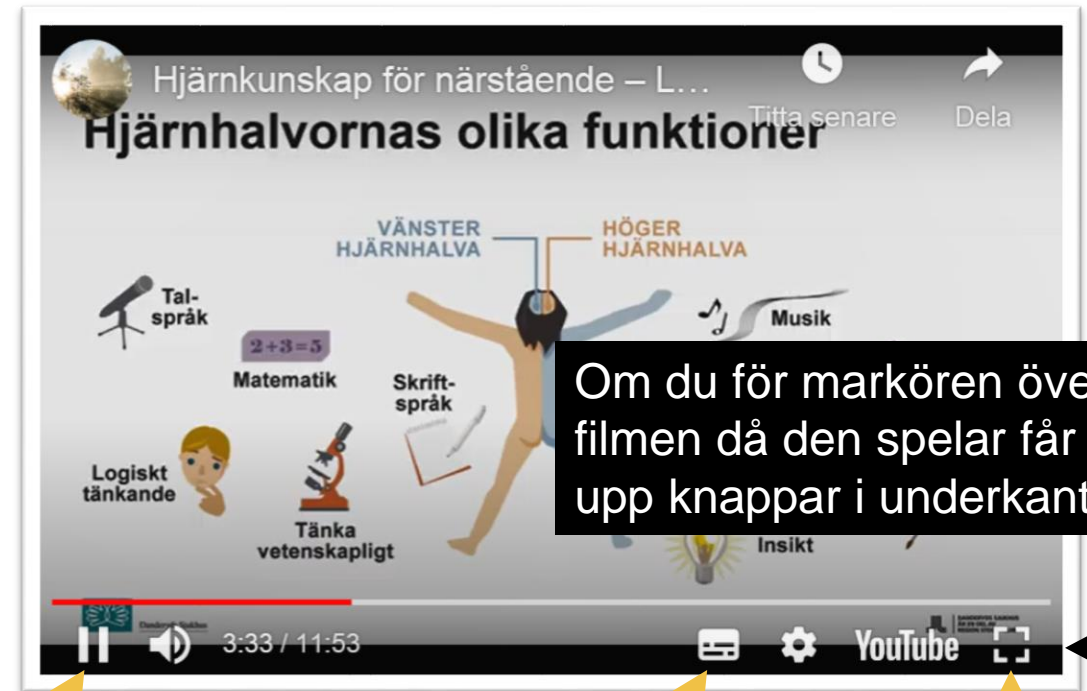 Hjärnkunskap för närstående – L…
Titta senare
Dela
Hjärnhalvornas olika funktioner
VÄNSTER
HJÄRNHALVA
HÖGER
HJÄRNHALVA
Tal-
språk
Musik
2+3=5
Matematik
Skrift-
språk
Om du för markören öve
filmen då den spelar får
upp knappar i underkant
Logiskt
tänkande
Tänka
vetenskapligt
Insikt
Danderyds Sjukhus
3:33 / 11:53
YouTube